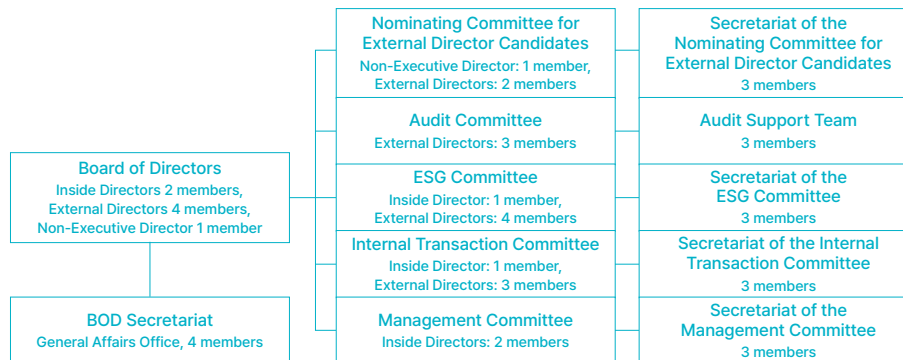 Board of Directors
Inside Directors 2 members,
External Directors 4 members,
Non-Executive Director 1 member
BOD Secretariat
General Affairs Office, 4 members
Nominating Committee for
External Director Candidates
Non-Executive Director: 1 member,
External Directors: 2 members
Secretariat of the
Nominating Committee for
External Director Candidates
3 members
Audit Committee
External Directors: 3 members
Audit Support Team
3 members
ESG Committee
Inside Director: 1 member,
External Directors: 4 members
Secretariat of the
ESG Committee
3 members
Internal Transaction Committee
Inside Director: 1 member,
External Directors: 3 members
Secretariat of the Internal
Transaction Committee
3 members
Management Committee
Inside Directors: 2 members
Secretariat of the
Management Committee
3 members